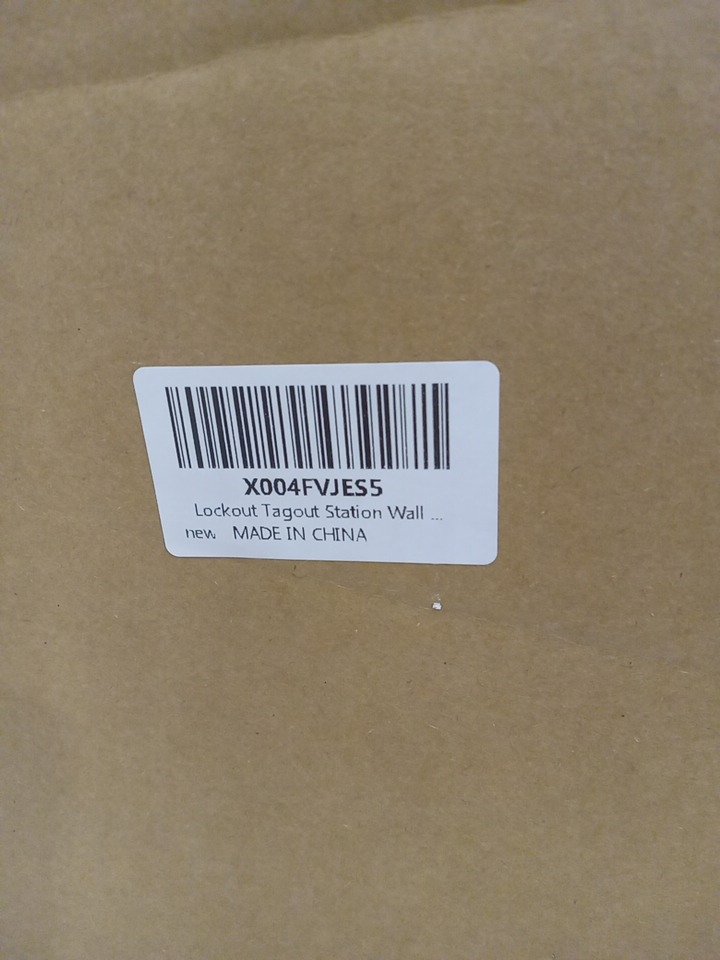 X004FVJES5
Lockout Tagout Station Wall ...
new MADE IN CHINA